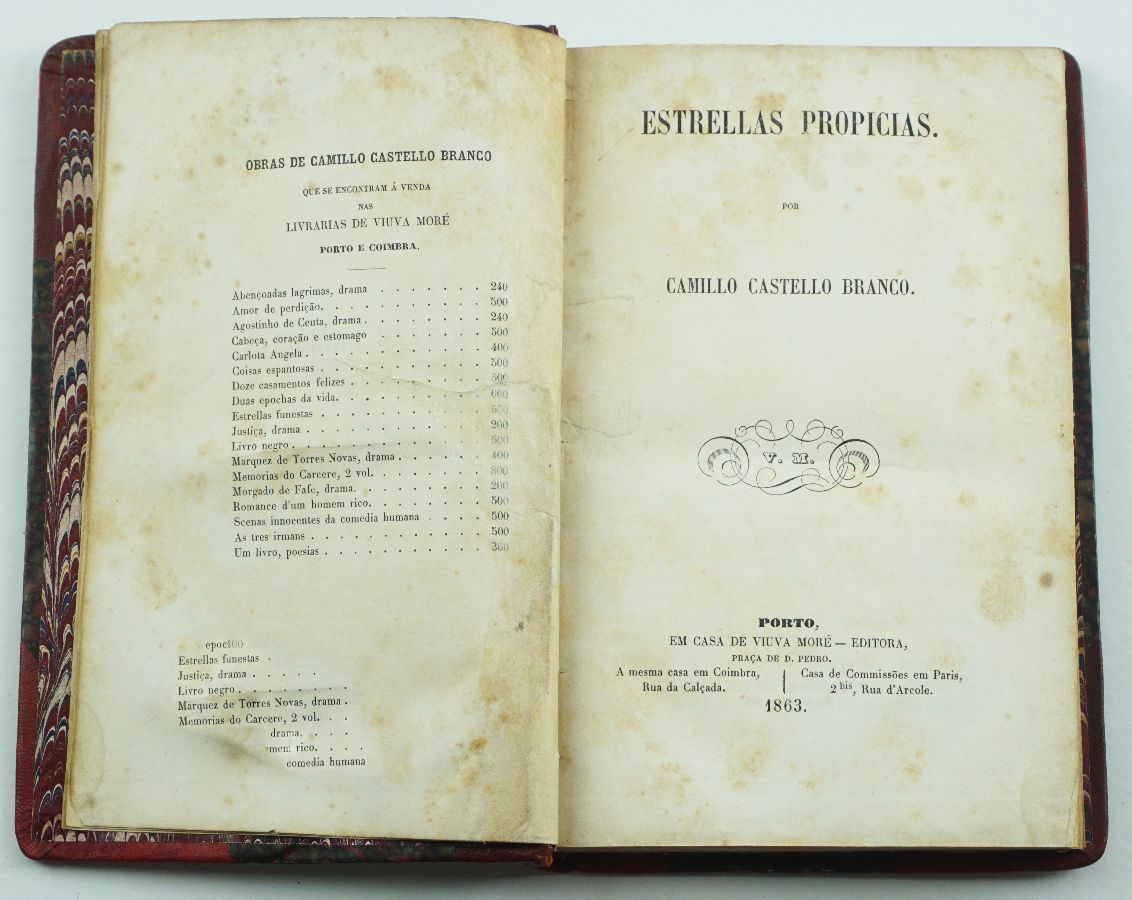 OBRAS DE CAMILLO CASTELLO BRANCO
QUE SE ENCONTRAM Á VENDA
NAS
LIVRARIAS DE VIUVA MORÉ
PORTO E COIMBRA.
Abençoadas lagrimas, drama . . . . . . . 240
Amor de perdição. . . . . . . . . . . 500
Agostinho de Ceuta, drama . . . . . . . . 240
Cabeça, coração e estomago . . . . . . . 500
Carlota Angela . . . . . . . . . . . . 400
Coisas espantosas . . . . . . . . . . . 500
Doze casamentos felizes . . . . . . . . . 500
Duas epochas da vida. . . . . . . . . . 660
Estrellas funestas . . . . . . . . . . . 500
Justiça, drama . . . . . . . . . . . . 200
Livro negro . . . . . . . . . . . . . 500
Marquez de Torres Novas, drama . . . . . . 400
Memorias do Carcere, 2 vol. . . . . . . . 800
Morgado de Fafe, drama. . . . . . . . . 200
Romance d'um homem rico. . . . . . . . 500
Scenas innocentes da comedia humana . . . . 500
As tres irmans . . . . . . . . . . . . 500
Um livro, poesias . . . . . . . . . . . 360
epoc
Estrellas funestas .
Justiça, drama . . . . .
Livro negro . . . . . . . .
Marquez de Torres Novas, drama .
Memorias do Carcere, 2 vol. . .
drama. . . .
mem rico. . . .
comedia humana
ESTRELLAS PROPICIAS.
POR
CAMILLO CASTELLO BRANCO.
V. M.
PORTO,
EM CASA DE VIUVA MORÉ — EDITORA,
PRAÇA DE D. PEDRO.
A mesma casa em Coimbra,
Rua da Calçada.
Casa de Commissões em Paris,
2 bis, Rua d'Arcole.
1863.